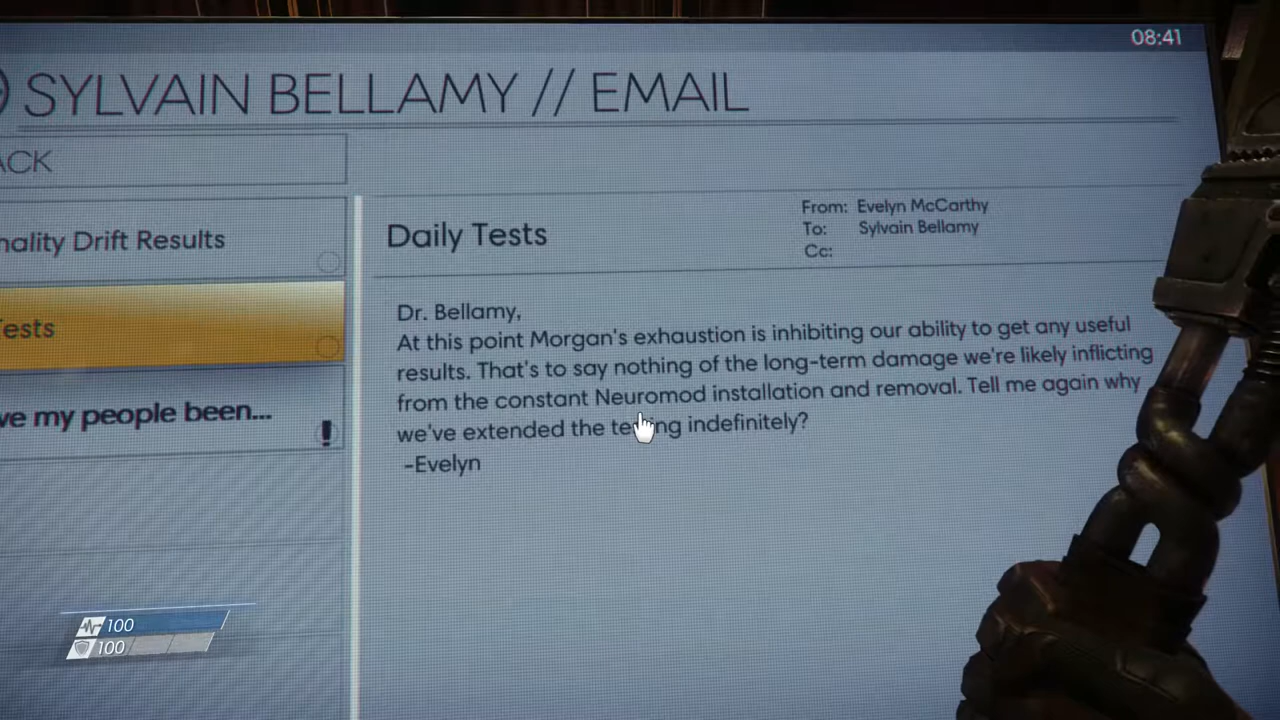 08:41
SYLVAIN BELLAMY // EMAIL
ACK
nality Drift Results
Tests
ve my people been...
!
Daily Tests
From: Evelyn McCarthy
To: Sylvain Bellamy
Cc:
Dr. Bellamy,
At this point Morgan's exhaustion is inhibiting our ability to get any useful
results. That's to say nothing of the long-term damage we're likely inflicting
from the constant Neuromod installation and removal. Tell me again why
we've extended the testing indefinitely?
-Evelyn
100
100